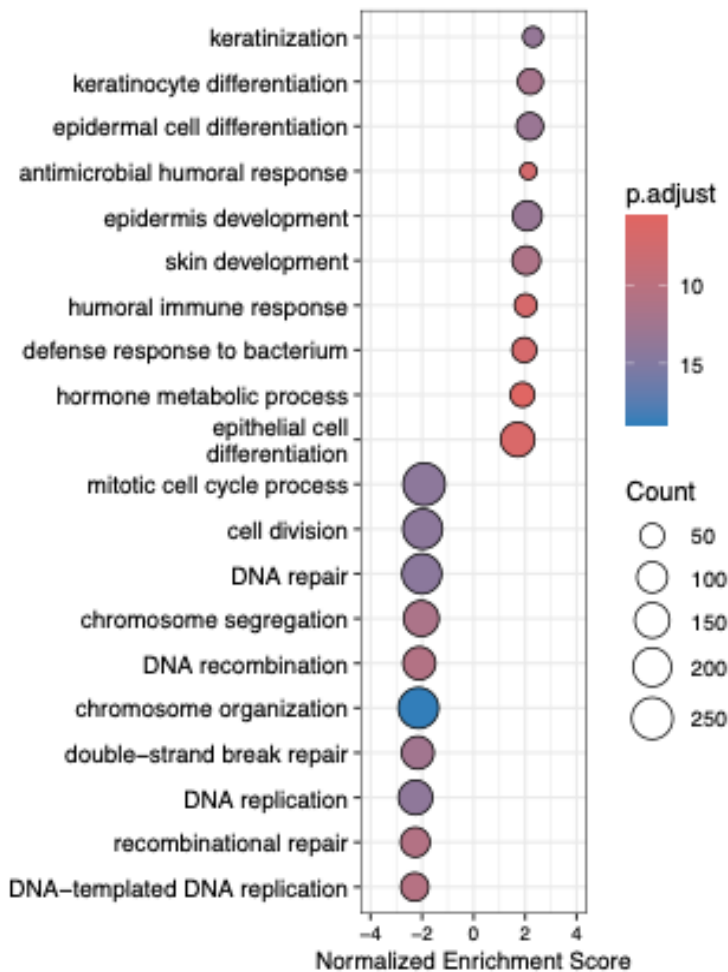 keratinization
keratinocyte differentiation
epidermal cell differentiation
antimicrobial humoral response
epidermis development
skin development
humoral immune response
defense response to bacterium
hormone metabolic process
epithelial cell
differentiation
mitotic cell cycle process
cell division
DNA repair
chromosome segregation
DNA recombination
chromosome organization
double−strand break repair
DNA replication
recombinational repair
DNA−templated DNA replication
−4 −2 0 2 4
Normalized Enrichment Score
p.adjust
10
15
Count
50
100
150
200
250